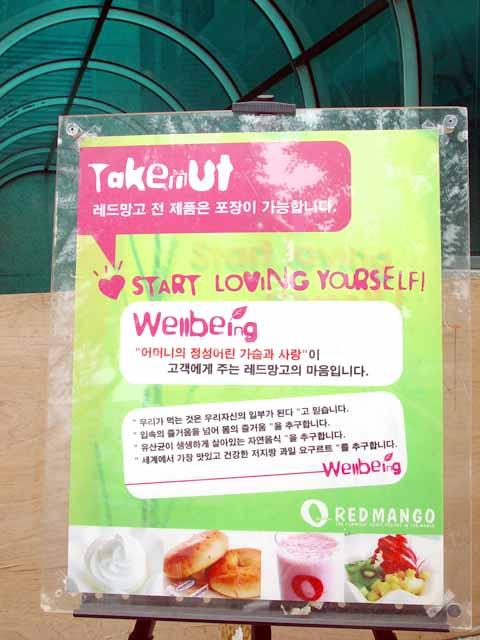 Takeout
레드망고 전 제품은 포장이 가능합니다.
START LOVING YOURSELF!
Wellbeing
"어머니의 정성어린 가슴과 사랑"이
고객에게 주는 레드망고의 마음입니다.
" 우리가 먹는 것은 우리자신의 일부가 된다 "고 믿습니다.
" 입속의 즐거움을 넘어 몸의 즐거움 "을 추구합니다.
" 유산균이 생생하게 살아있는 자연음식 "을 추구합니다.
" 세계에서 가장 맛있고 건강한 저지방 과일 요구르트 "를 추구합니다.
Wellbeing
RED MANGO